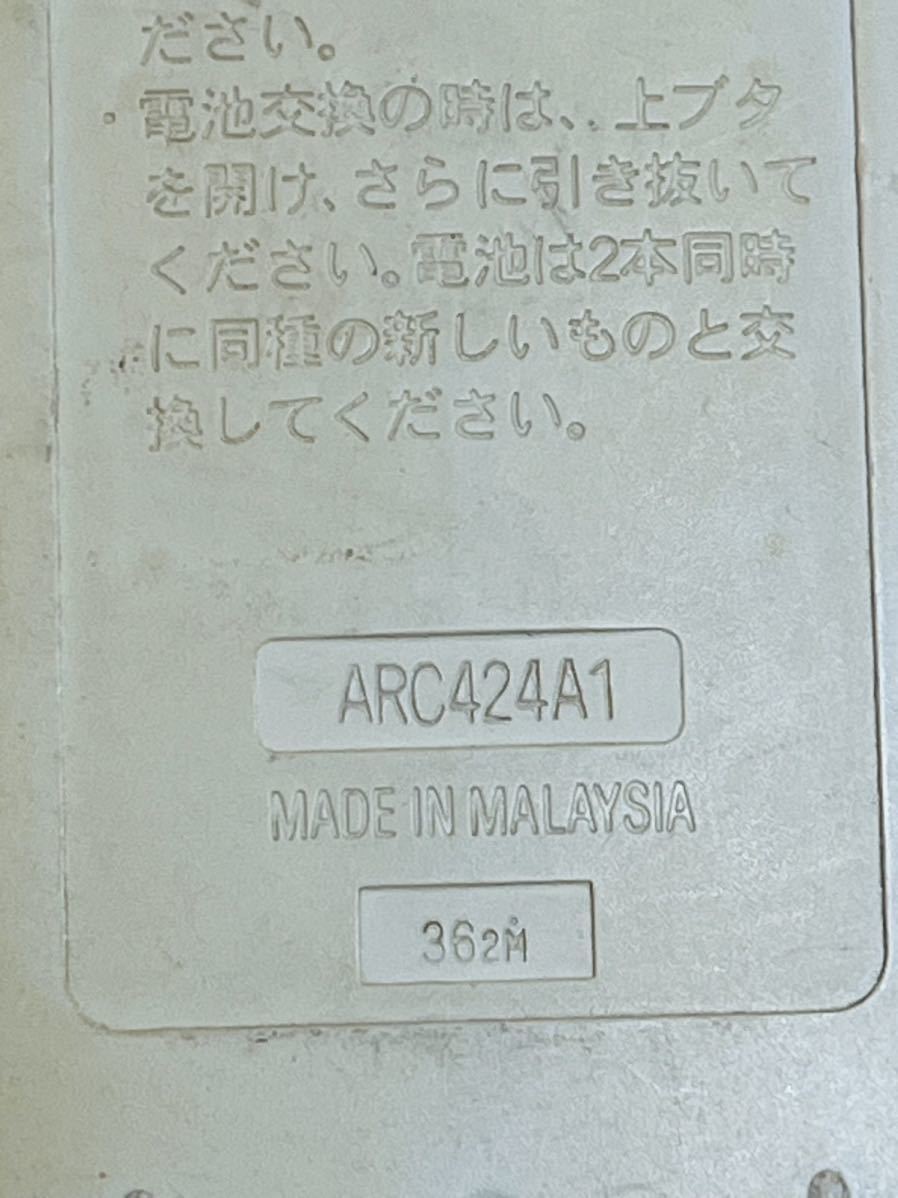 ださい。
・電池交換の時は、上ブタ
を開け、さらに引き抜いて
ください。電池は2本同時
に同種の新しいものと交
換してください。
ARC424A1
MADE IN MALAYSIA
362M